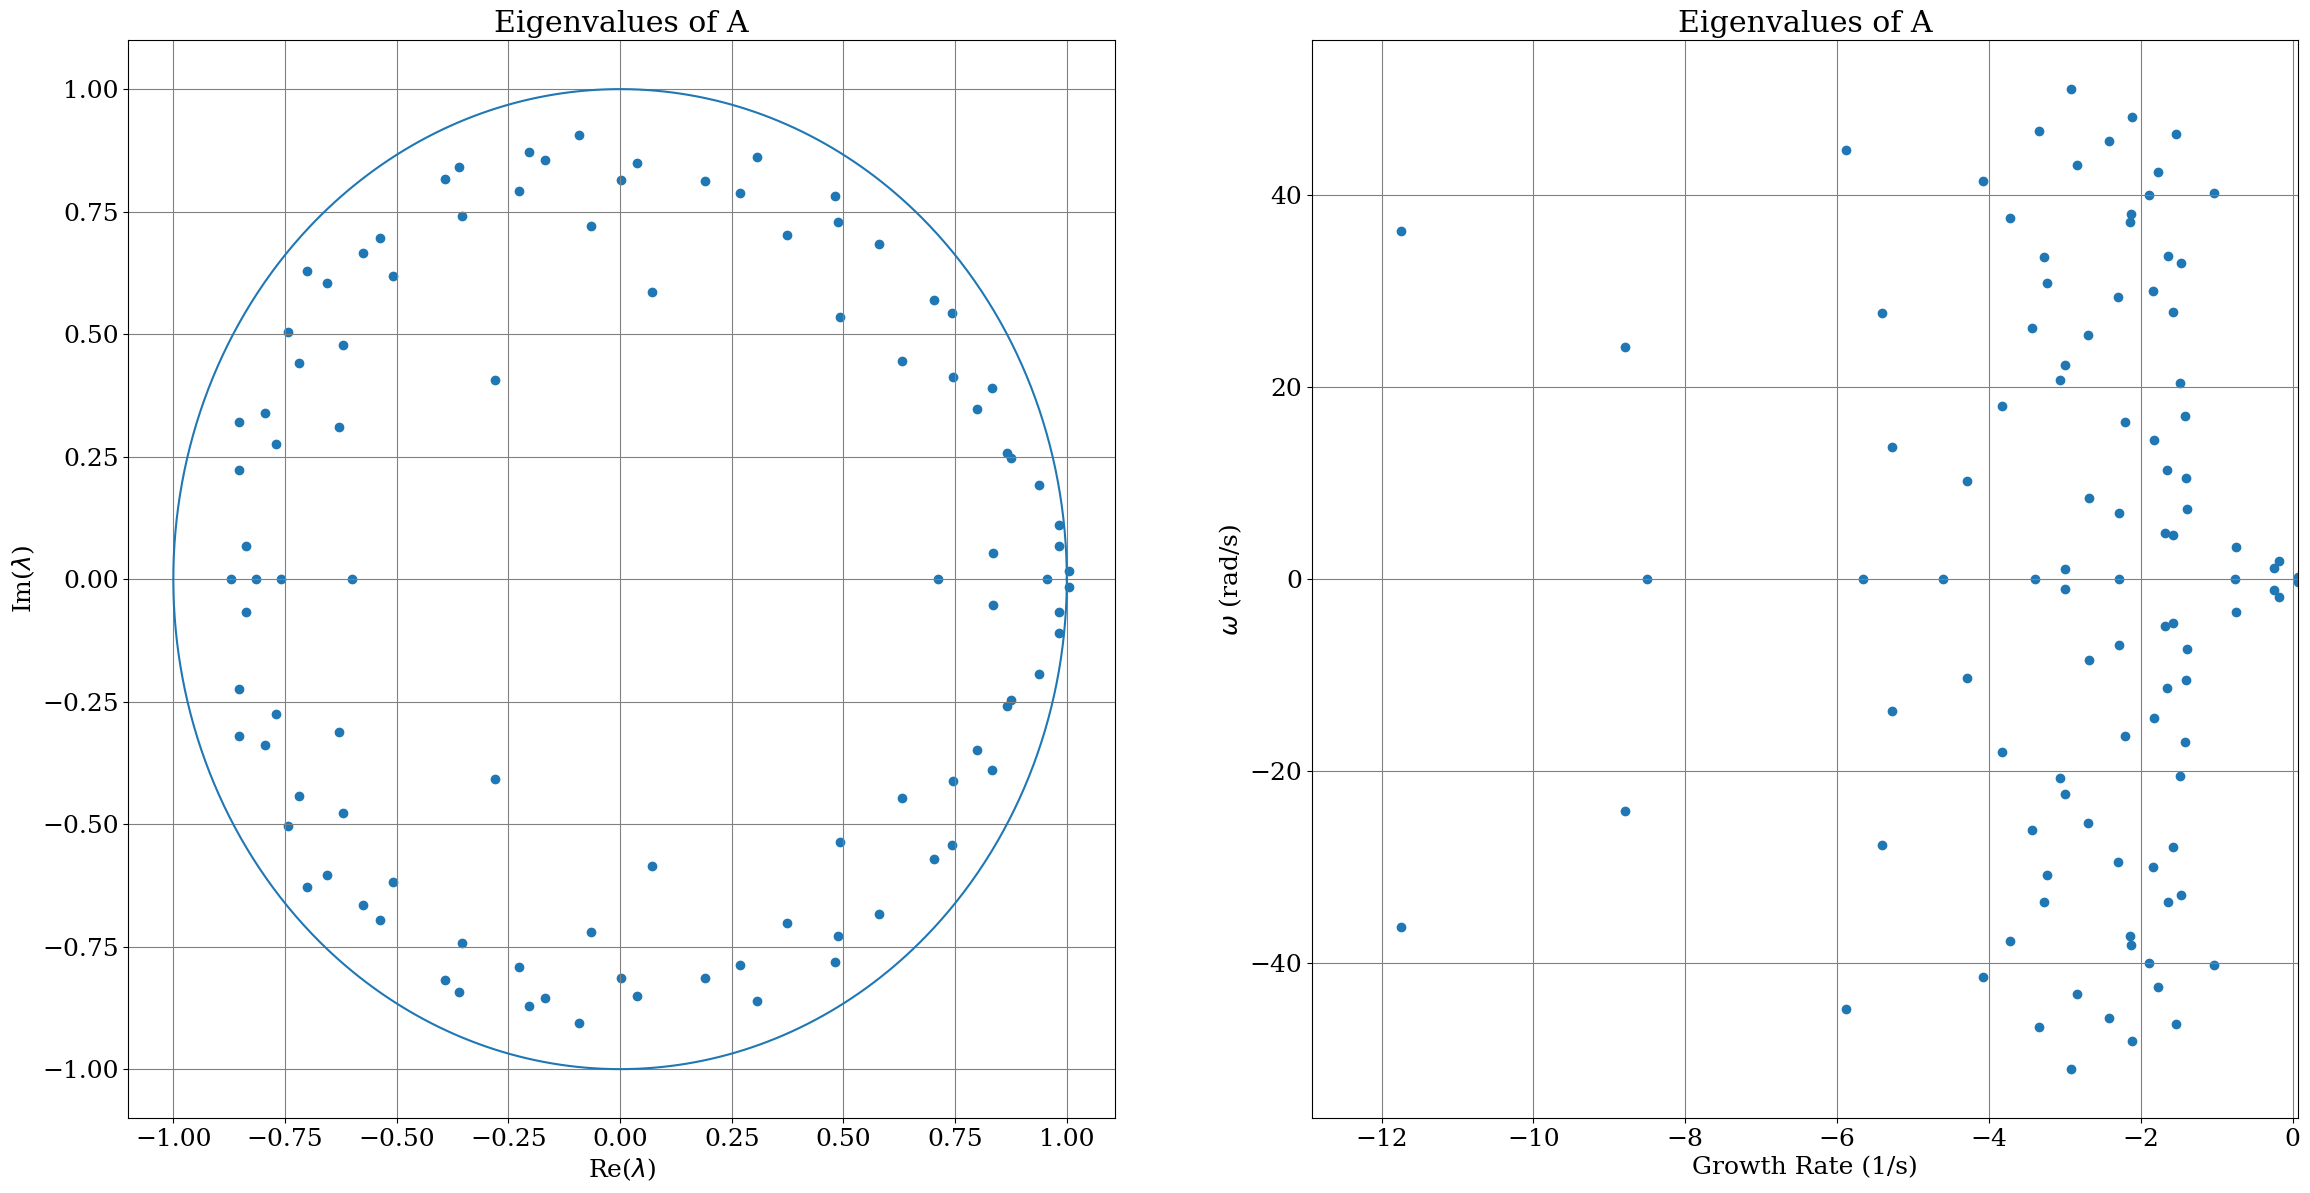 Eigenvalues of A
1.00
0.75
0.50
0.25
0.00
−0.25
−0.50
−0.75
−1.00
Im(λ)
−1.00 −0.75 −0.50 −0.25 0.00 0.25 0.50 0.75 1.00
Re(λ)
Eigenvalues of A
40
20
0
−20
−40
ω (rad/s)
−12 −10 −8 −6 −4 −2 0
Growth Rate (1/s)